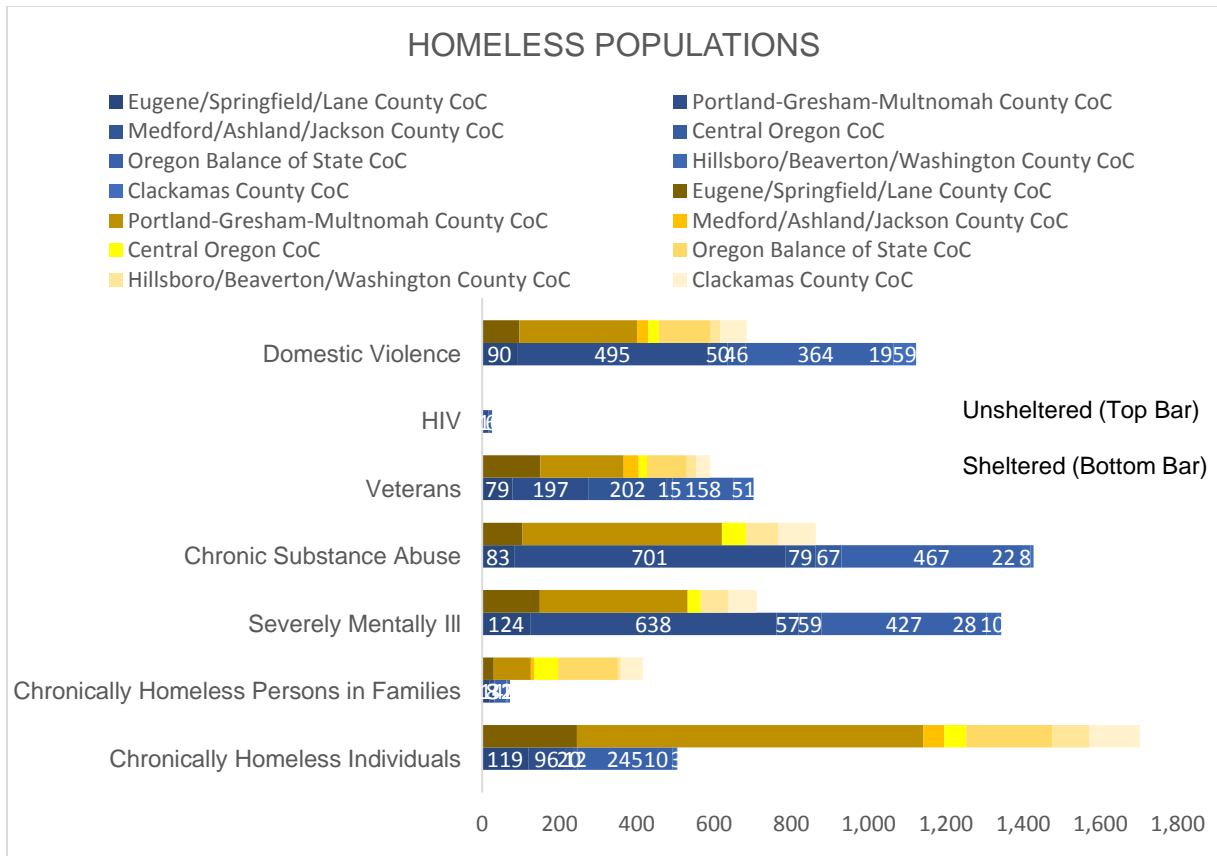 HOMELESS POPULATIONS
Eugene/Springfield/Lane County CoC Portland-Gresham-Multnomah County CoC
Medford/Ashland/Jackson County CoC Central Oregon CoC
Oregon Balance of State CoC Hillsboro/Beaverton/Washington County CoC
Clackamas County CoC Eugene/Springfield/Lane County CoC
Portland-Gresham-Multnomah County CoC Medford/Ashland/Jackson County CoC
Central Oregon CoC Oregon Balance of State CoC
Hillsboro/Beaverton/Washington County CoC Clackamas County CoC
Domestic Violence 90 495 50 46 364 19 59
HIV
Unsheltered (Top Bar)
Sheltered (Bottom Bar)
Veterans 79 197 202 15 158 51
Chronic Substance Abuse 83 701 79 67 467 22 8
Severely Mentally Ill 124 638 57 59 427 28 10
Chronically Homeless Persons in Families
Chronically Homeless Individuals 119 96 20 12 245 10 3
0 200 400 600 800 1,000 1,200 1,400 1,600 1,800